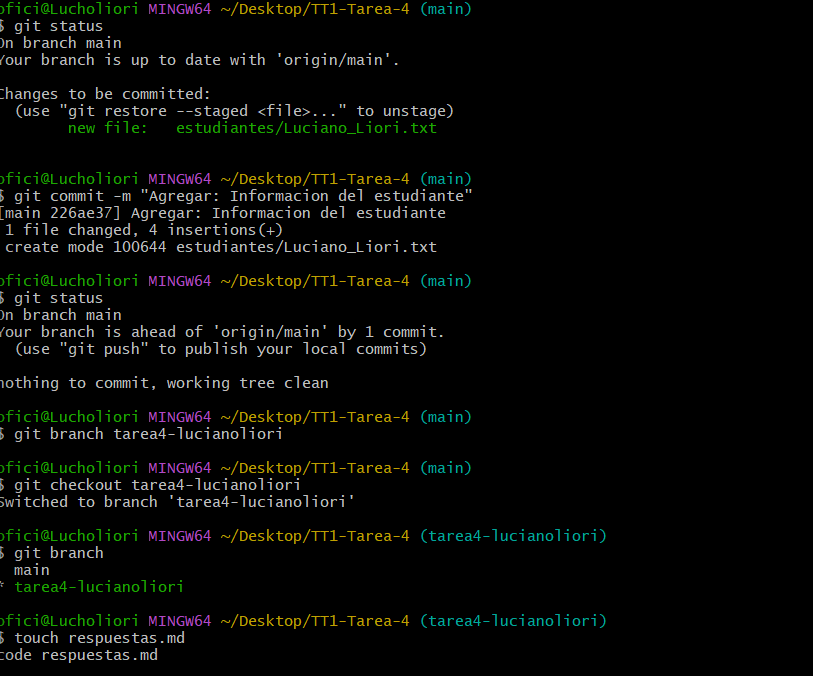 ofici@Lucholiori MINGW64 ~/Desktop/TT1-Tarea-4 (main)
$ git status
On branch main
Your branch is up to date with 'origin/main'.
Changes to be committed:
  (use "git restore --staged <file>..." to unstage)
        new file:   estudiantes/Luciano_Liori.txt
ofici@Lucholiori MINGW64 ~/Desktop/TT1-Tarea-4 (main)
$ git commit -m "Agregar: Informacion del estudiante"
[main 226ae37] Agregar: Informacion del estudiante
 1 file changed, 4 insertions(+)
 create mode 100644 estudiantes/Luciano_Liori.txt
ofici@Lucholiori MINGW64 ~/Desktop/TT1-Tarea-4 (main)
$ git status
On branch main
Your branch is ahead of 'origin/main' by 1 commit.
  (use "git push" to publish your local commits)
nothing to commit, working tree clean
ofici@Lucholiori MINGW64 ~/Desktop/TT1-Tarea-4 (main)
$ git branch tarea4-lucianoliori
ofici@Lucholiori MINGW64 ~/Desktop/TT1-Tarea-4 (main)
$ git checkout tarea4-lucianoliori
Switched to branch 'tarea4-lucianoliori'
ofici@Lucholiori MINGW64 ~/Desktop/TT1-Tarea-4 (tarea4-lucianoliori)
$ git branch
  main
* tarea4-lucianoliori
ofici@Lucholiori MINGW64 ~/Desktop/TT1-Tarea-4 (tarea4-lucianoliori)
$ touch respuestas.md
code respuestas.md